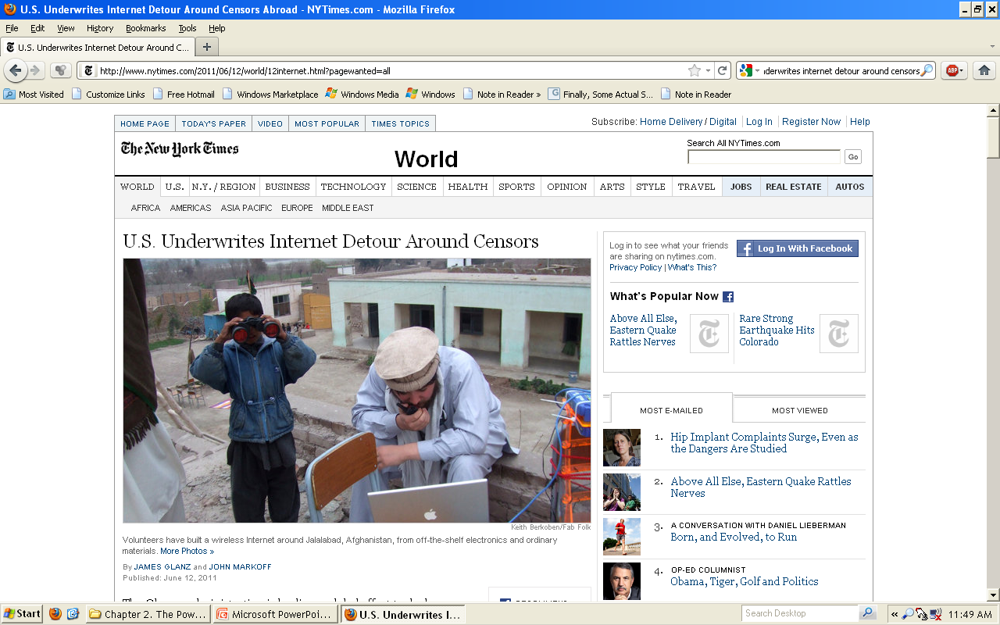 U.S. Underwrites Internet Detour Around Censors Abroad - NYTimes.com - Mozilla Firefox
File Edit View History Bookmarks Tools Help
U.S. Underwrites Internet Detour Around C...
http://www.nytimes.com/2011/06/12/world/12internet.html?pagewanted=all
derwrites internet detour around censors
ABP
Most Visited Customize Links Free Hotmail Windows Marketplace Windows Media Windows Note in Reader » Finally, Some Actual S... Note in Reader
HOME PAGE TODAY'S PAPER VIDEO MOST POPULAR TIMES TOPICS
Subscribe: Home Delivery / Digital Log In Register Now Help
The New York Times
World
Search All NYTimes.com
Go
WORLD U.S. N.Y. / REGION BUSINESS TECHNOLOGY SCIENCE HEALTH SPORTS OPINION ARTS STYLE TRAVEL JOBS REAL ESTATE AUTOS
AFRICA AMERICAS ASIA PACIFIC EUROPE MIDDLE EAST
U.S. Underwrites Internet Detour Around Censors
Keith Berkoben/Fab Folk
Volunteers have built a wireless Internet around Jalalabad, Afghanistan, from off-the-shelf electronics and ordinary
materials. More Photos »
By JAMES GLANZ and JOHN MARKOFF
Published: June 12, 2011
Log in to see what your friends
are sharing on nytimes.com.
Privacy Policy | What's This?
Log In With Facebook
What's Popular Now
Above All Else,
Eastern Quake
Rattles Nerves
Rare Strong
Earthquake Hits
Colorado
MOST E-MAILED MOST VIEWED
1. Hip Implant Complaints Surge, Even as
the Dangers Are Studied
2. Above All Else, Eastern Quake Rattles
Nerves
3. A CONVERSATION WITH DANIEL LIEBERMAN
Born, and Evolved, to Run
4. OP-ED COLUMNIST
Obama, Tiger, Golf and Politics
Start Chapter 2. The Pow... Microsoft PowerPoi... U.S. Underwrites I... Search Desktop « 11:49 AM